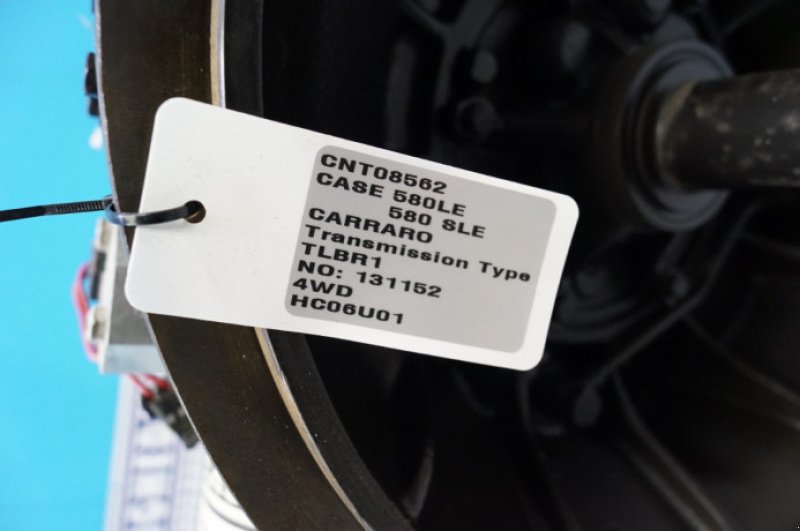 CNT08562
CASE 580LE
580 SLE
CARRARO
Transmission Type
TLBR1
NO: 131152
4WD
HC06U01